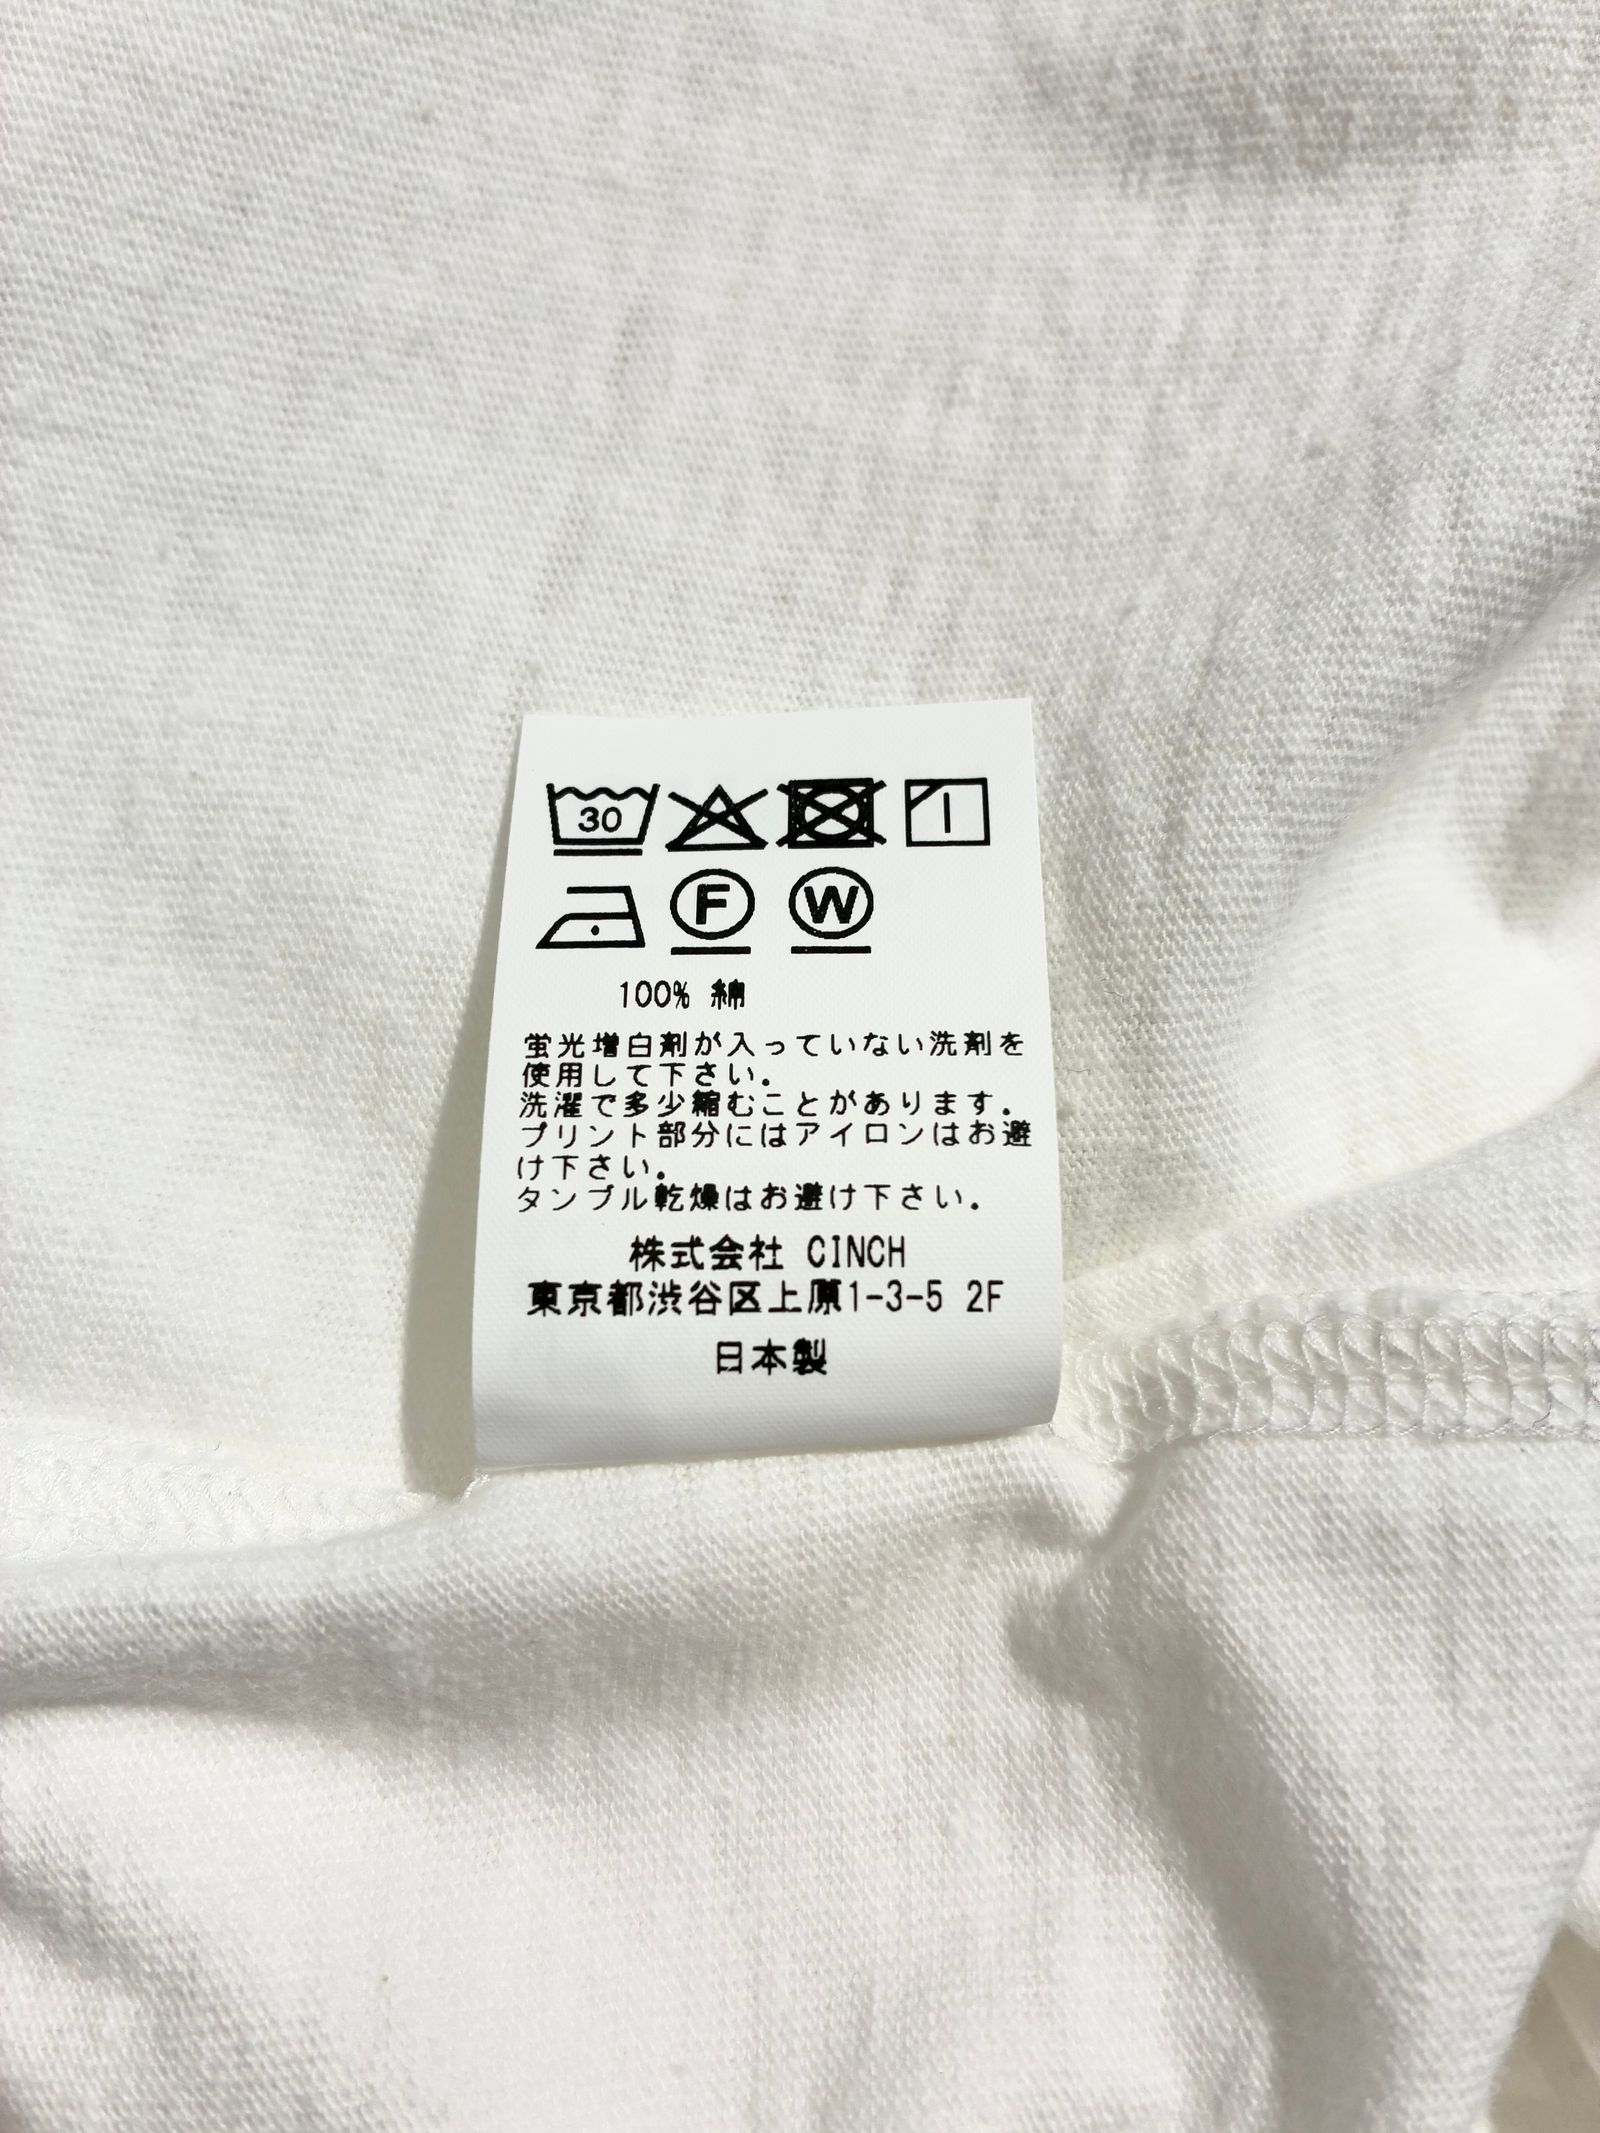 30
F W
100% 綿
蛍光増白剤が入っていない洗剤を
使用して下さい。
洗濯で多少縮むことがあります。
プリント部分にはアイロンはお避
け下さい。
タンブル乾燥はお避け下さい。
株式会社 CINCH
東京都渋谷区上原1-3-5 2F
日本製